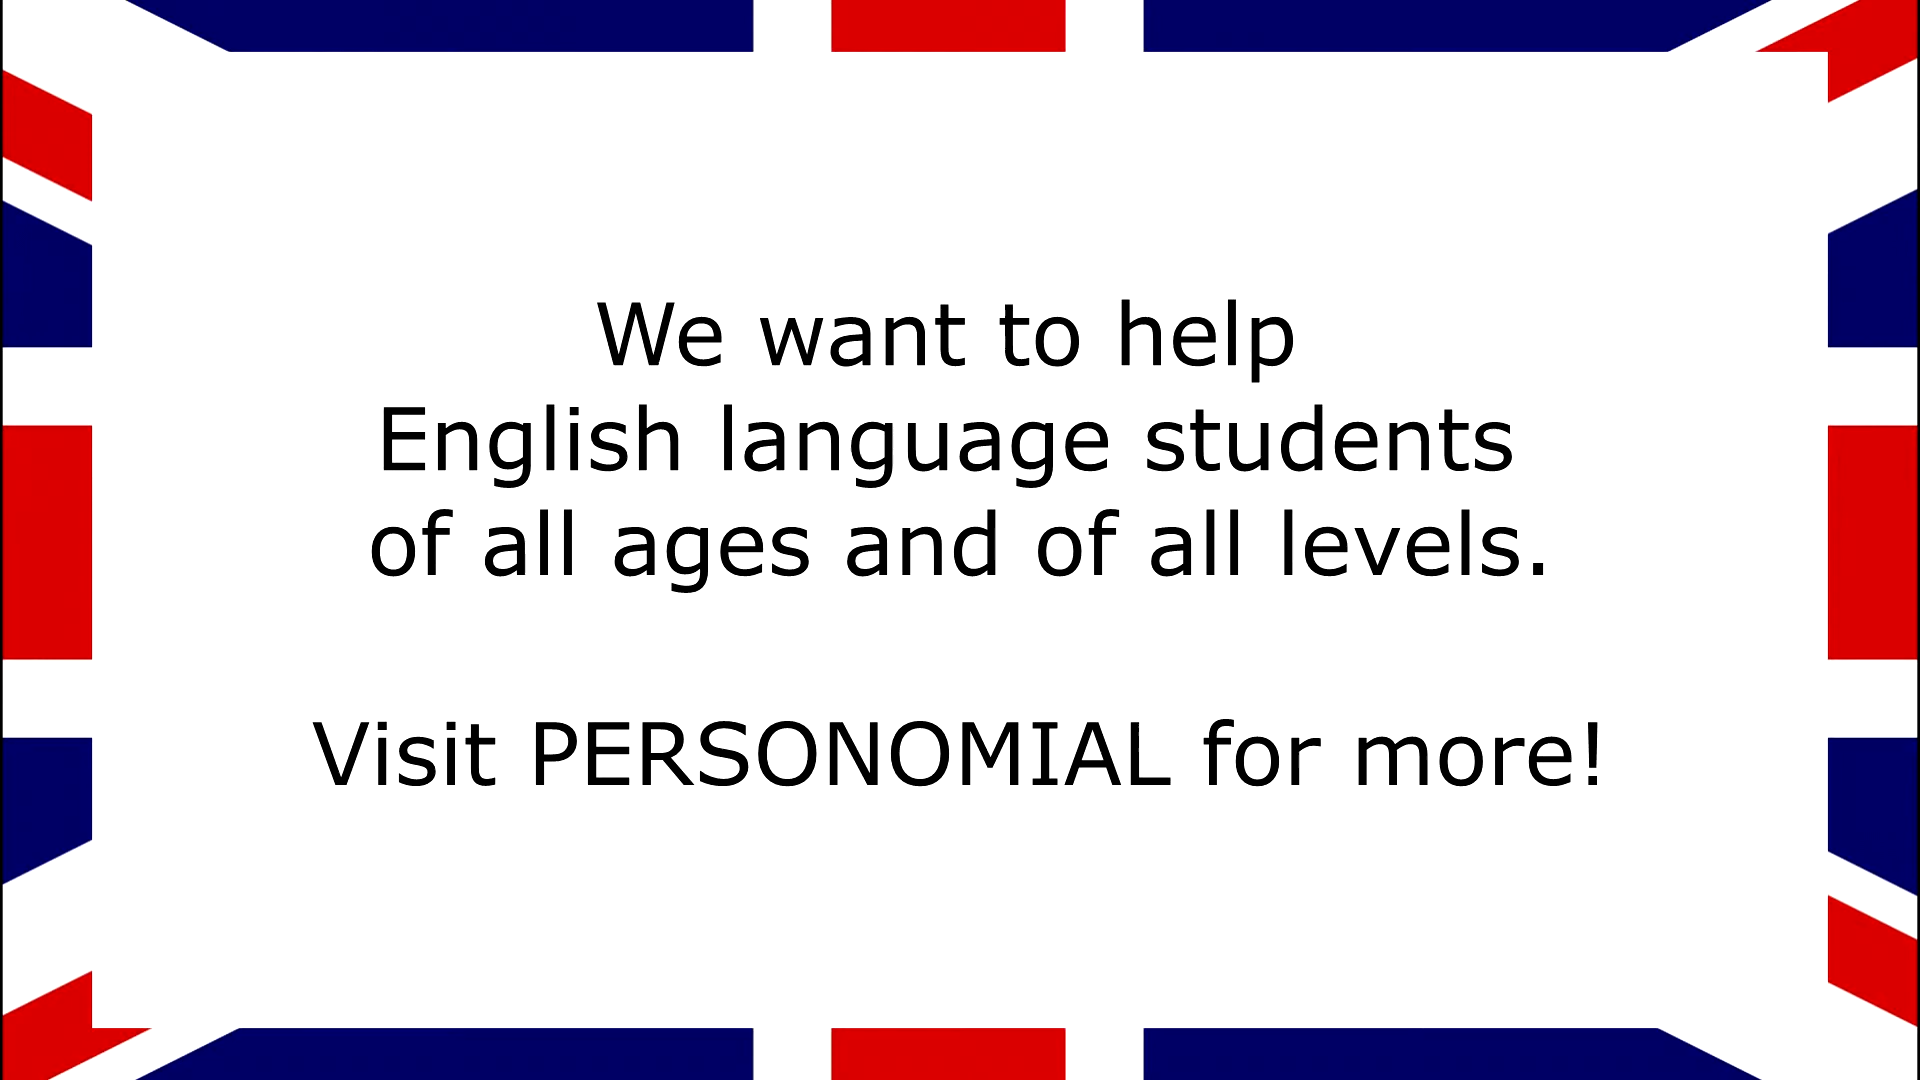 We want to help
English language students
of all ages and of all levels.
Visit PERSONOMIAL for more!